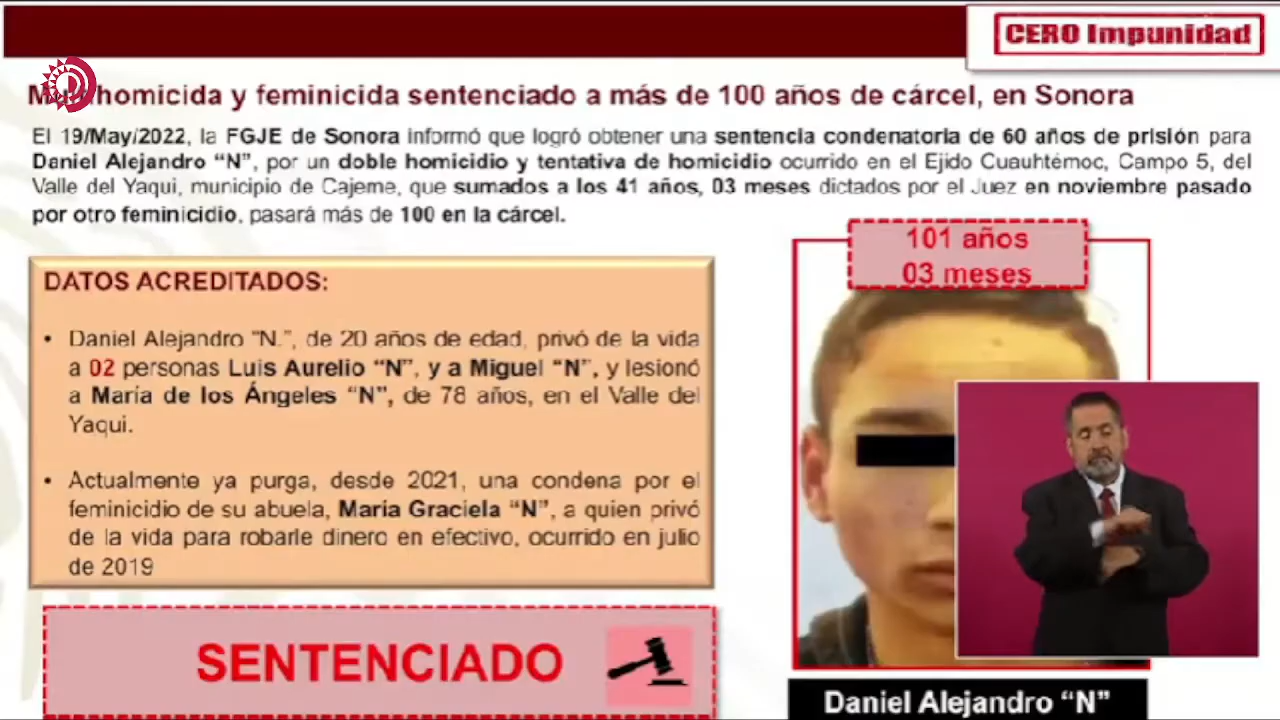 CERO Impunidad
homicida y feminicida sentenciado a más de 100 años de cárcel, en Sonora
El 19/May/2022, la FGJE de Sonora informó que logró obtener una sentencia condenatoria de 60 años de prisión para
Daniel Alejandro “N”, por un doble homicidio y tentativa de homicidio ocurrido en el Ejido Cuauhtémoc, Campo 5, del
Valle del Yaqui, municipio de Cajeme, que sumados a los 41 años, 03 meses dictados por el Juez en noviembre pasado
por otro feminicidio, pasará más de 100 en la cárcel.
101 años
03 meses
DATOS ACREDITADOS:
• Daniel Alejandro “N.”, de 20 años de edad, privó de la vida
a 02 personas Luis Aurelio “N”, y a Miguel “N”, y lesionó
a María de los Ángeles “N”, de 78 años, en el Valle del
Yaqui.
• Actualmente ya purga, desde 2021, una condena por el
feminicidio de su abuela, María Graciela “N”, a quien privó
de la vida para robarle dinero en efectivo, ocurrido en julio
de 2019
SENTENCIADO
Daniel Alejandro “N”